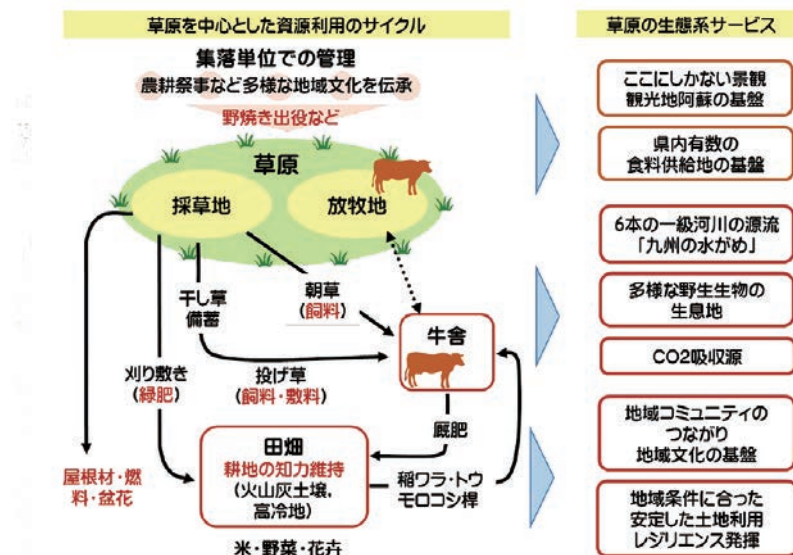 草原を中心とした資源利用のサイクル
集落単位での管理
農耕祭事など多様な地域文化を伝承
野焼き出役など
草原
採草地
放牧地
干し草
備蓄
朝草
(飼料)
牛舎
刈り敷き
(緑肥)
投げ草
(飼料・敷料)
厩肥
屋根材・燃
料・盆花
田畑
耕地の知力維持
(火山灰土壌、
高冷地)
稲ワラ・トウ
モロコシ桿
米・野菜・花卉
草原の生態系サービス
ここにしかない景観
観光地阿蘇の基盤
県内有数の
食料供給地の基盤
6本の一級河川の源流
「九州の水がめ」
多様な野生生物の
生息地
CO2吸収源
地域コミュニティの
つながり
地域文化の基盤
地域条件に合った
安定した土地利用
レジリエンス発揮